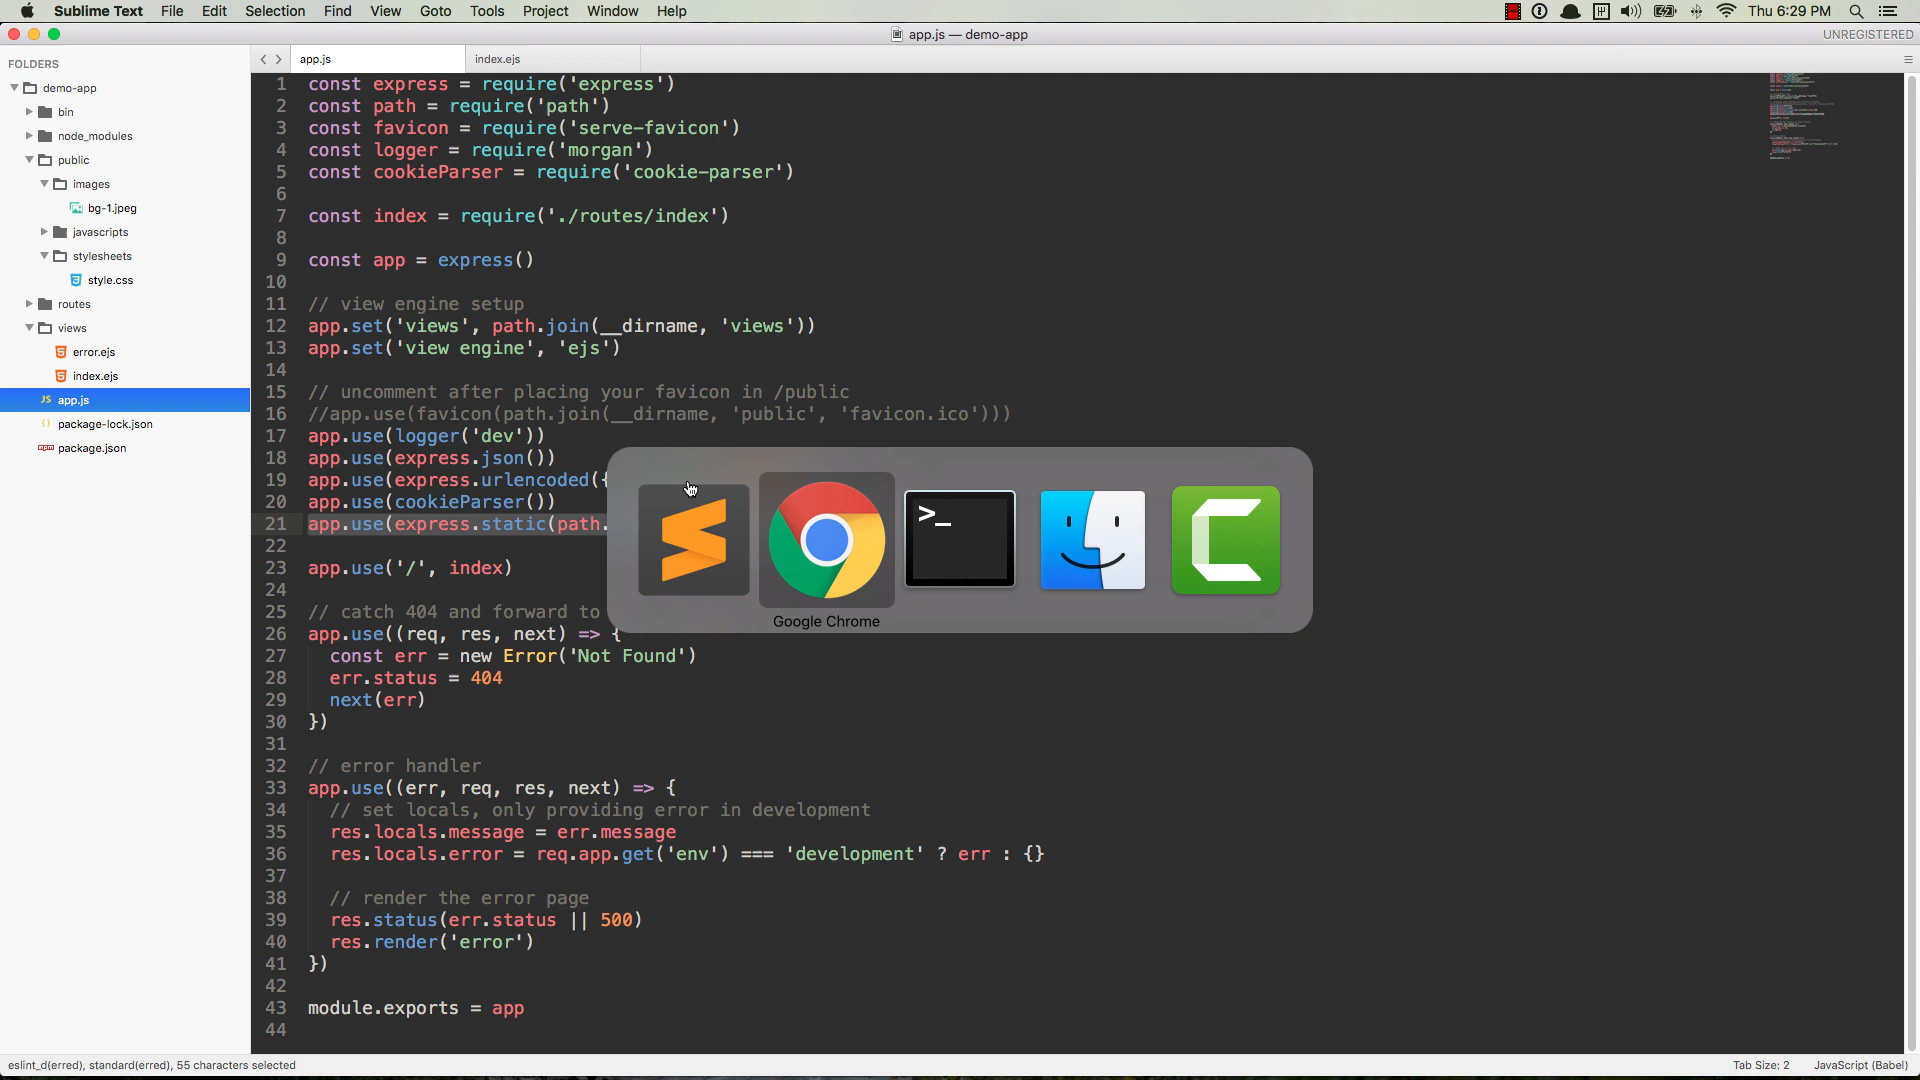 Sublime Text File Edit Selection Find View Goto Tools Project Window Help Thu 6:29 PM
app.js — demo-app UNREGISTERED
FOLDERS
demo-app
bin
node_modules
public
images
bg-1.jpeg
javascripts
stylesheets
style.css
routes
views
error.ejs
index.ejs
JS app.js
package-lock.json
package.json
app.js index.ejs
1 const express = require('express')
2 const path = require('path')
3 const favicon = require('serve-favicon')
4 const logger = require('morgan')
5 const cookieParser = require('cookie-parser')
6
7 const index = require('./routes/index')
8
9 const app = express()
10
11 // view engine setup
12 app.set('views', path.join(__dirname, 'views'))
13 app.set('view engine', 'ejs')
14
15 // uncomment after placing your favicon in /public
16 //app.use(favicon(path.join(__dirname, 'public', 'favicon.ico')))
17 app.use(logger('dev'))
18 app.use(express.json())
19 app.use(express.urlencoded({
20 app.use(cookieParser())
21 app.use(express.static(path.
22
23 app.use('/', index)
24
25 // catch 404 and forward to
26 app.use((req, res, next) => {
27 const err = new Error('Not Found')
28 err.status = 404
29 next(err)
30 })
31
32 // error handler
33 app.use((err, req, res, next) => {
34 // set locals, only providing error in development
35 res.locals.message = err.message
36 res.locals.error = req.app.get('env') === 'development' ? err : {}
37
38 // render the error page
39 res.status(err.status || 500)
40 res.render('error')
41 })
42
43 module.exports = app
44
>_
Google Chrome
eslint_d(erred), standard(erred), 55 characters selected Tab Size: 2 JavaScript (Babel)